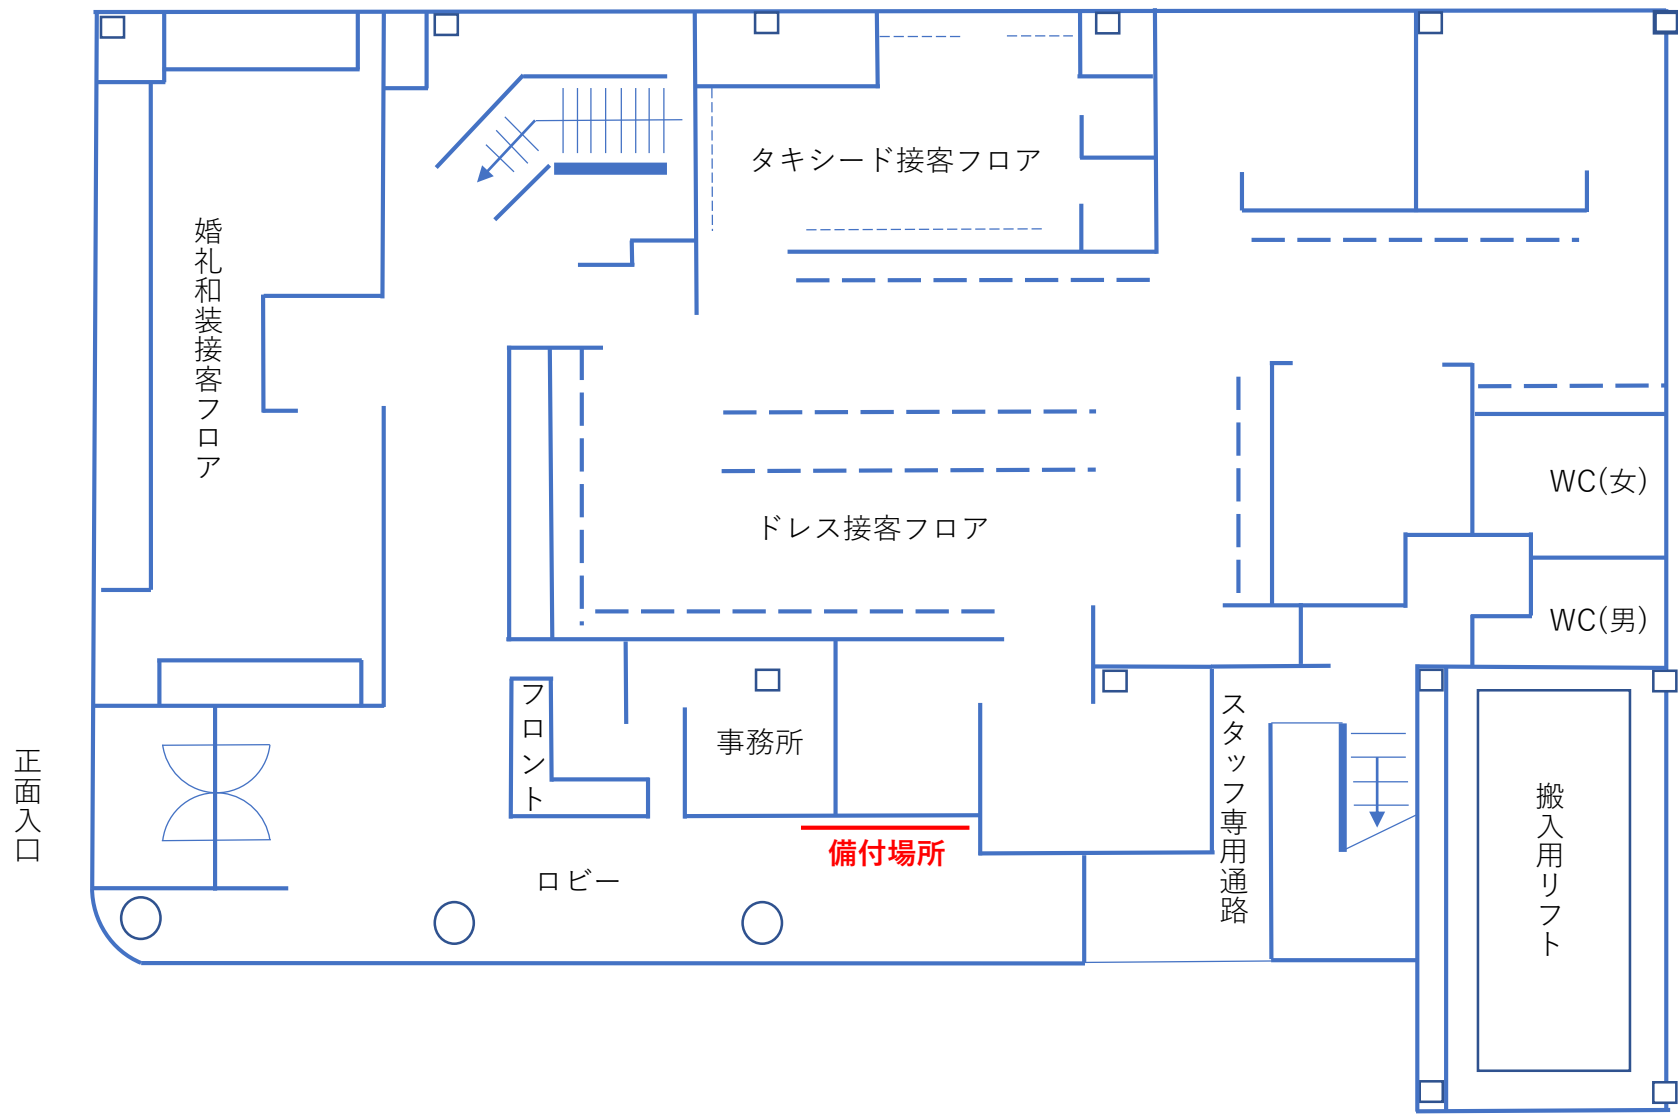 タキシード接客フロア
婚礼和装接客フロア
WC(女)
ドレス接客フロア
WC(男)
フロント
事務所
スタッフ専用通路
正面入口
搬入用リフト
備付場所
ロビー